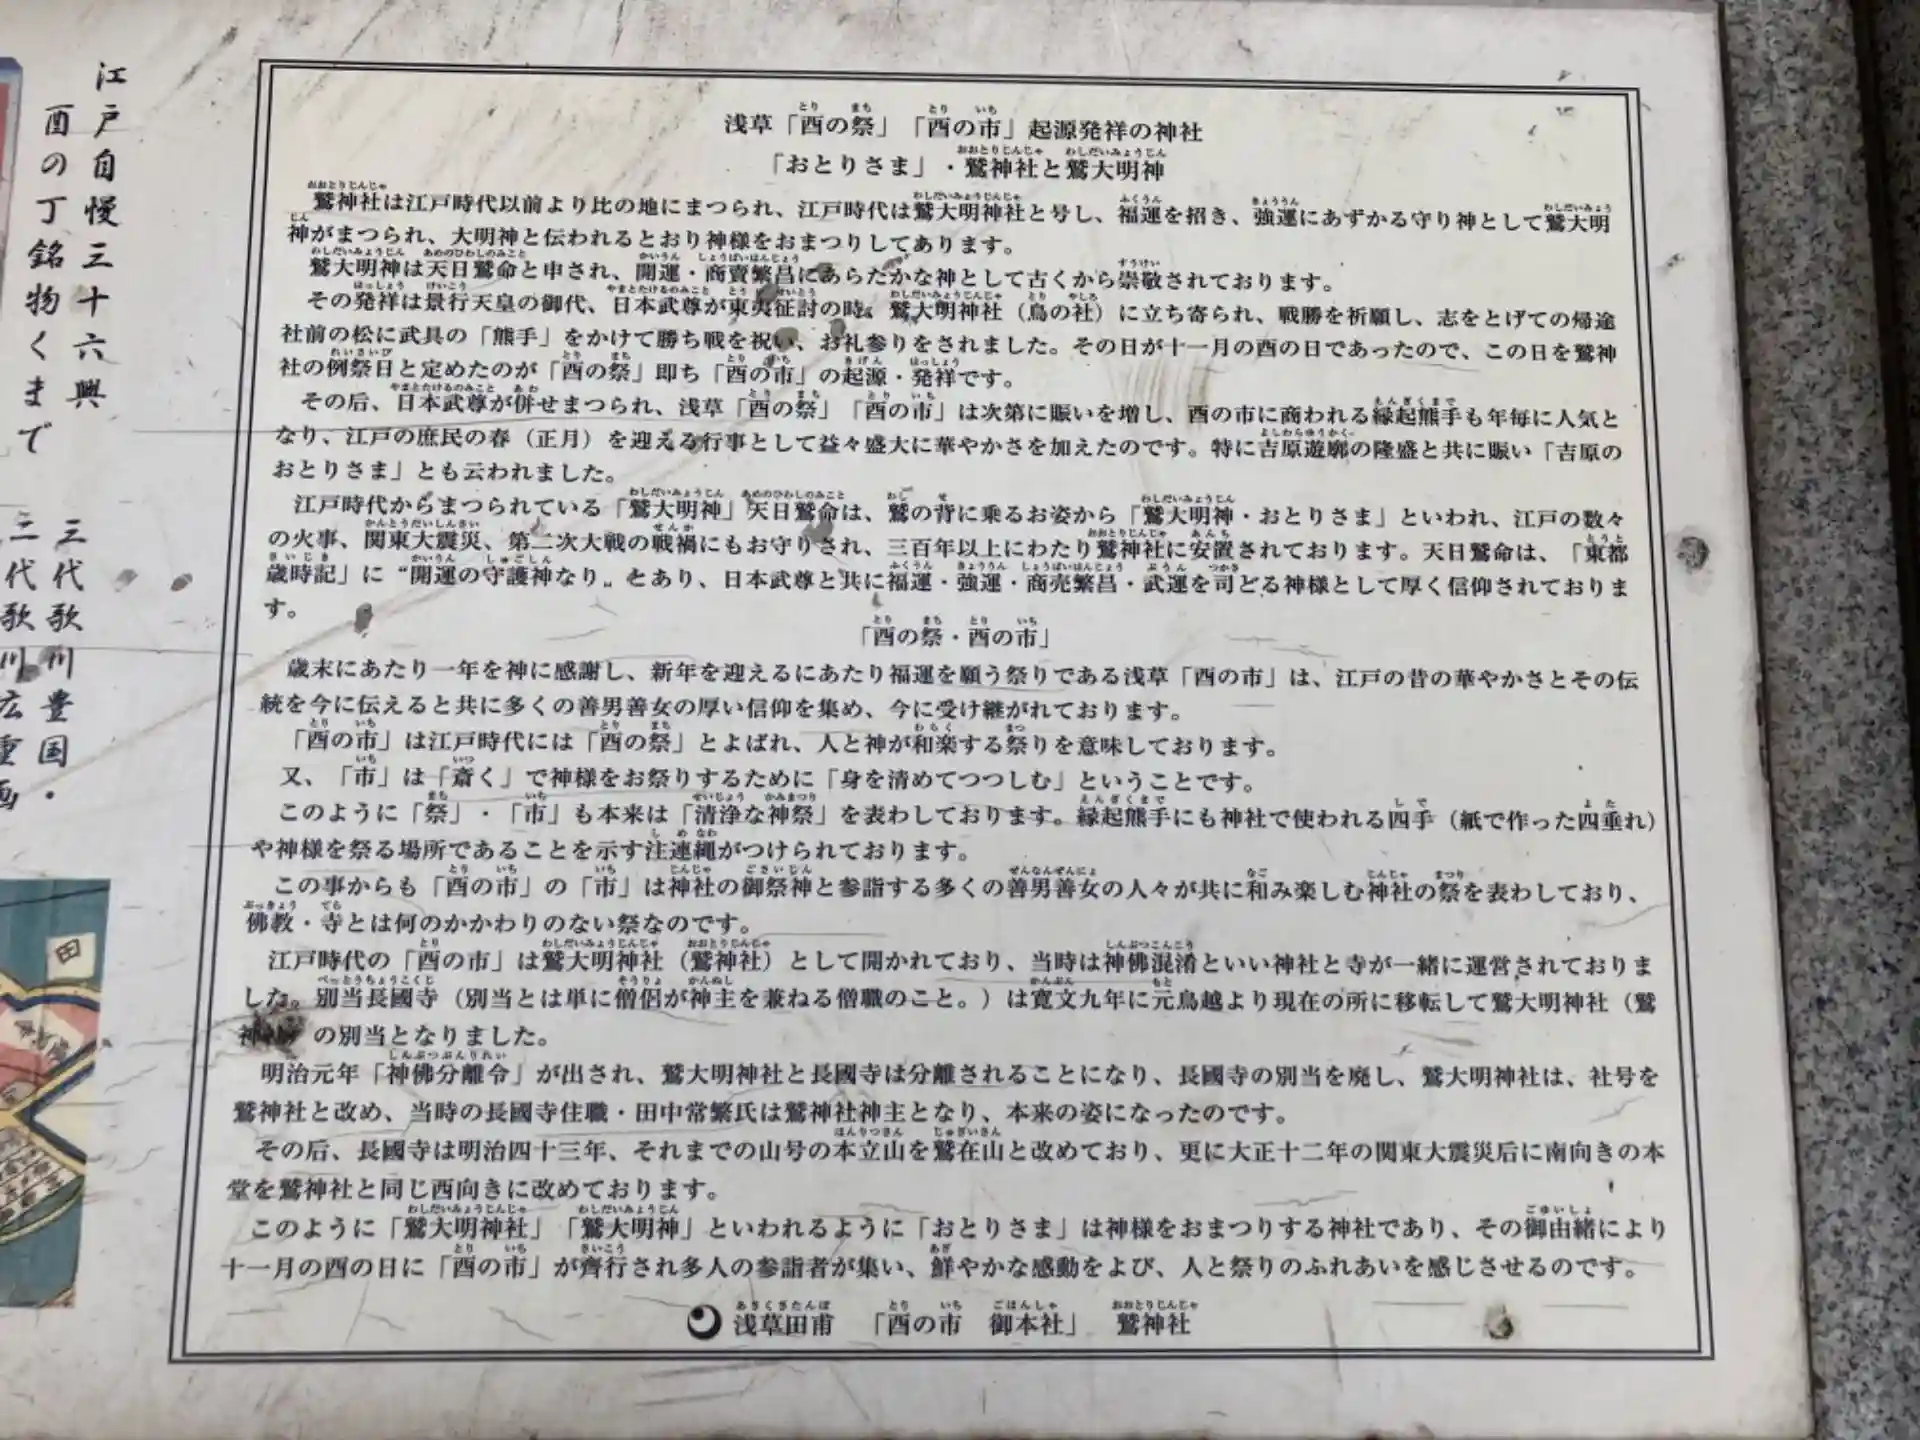 江戸自慢三十六興
酉の丁銘物くまで
三代歌川豊国・
三代歌川広重画
浅草「酉の祭」「酉の市」起源発祥の神社
「おとりさま」・鷲神社と鷲大明神
鷲神社は江戸時代以前より比の地にまつられ、江戸時代は鷲大明神社と号し、福運を招き、強運にあずかる守り神として鷲大明
神がまつられ、大明神と伝われるとおり神様をおまつりしてあります。
鷲大明神は天日鷲命と申され、開運・商賣繁昌にあらたかな神として古くから崇敬されております。
その発祥は景行天皇の御代、日本武尊が東夷征討の時、鷲大明神社（鳥の社）に立ち寄られ、戦勝を祈願し、志をとげての帰途
社前の松に武具の「熊手」をかけて勝ち戦を祝い、お礼参りをされました。その日が十一月の酉の日であったので、この日を鷲神
社の例祭日と定めたのが「酉の祭」即ち「酉の市」の起源・発祥です。
その后、日本武尊が併せまつられ、浅草「酉の祭」「酉の市」は次第に賑いを増し、酉の市に商われる縁起熊手も年毎に人気と
なり、江戸の庶民の春（正月）を迎える行事として益々盛大に華やかさを加えたのです。特に吉原遊廓の隆盛と共に賑い「吉原の
おとりさま」とも云われました。
江戸時代からまつられている「鷲大明神」天日鷲命は、鷲の背に乗るお姿から「鷲大明神・おとりさま」といわれ、江戸の数々
の火事、関東大震災、第二次大戦の戦禍にもお守りされ、三百年以上にわたり鷲神社に安置されております。天日鷲命は、「東都
歳時記」に“開運の守護神なり〟とあり、日本武尊と共に福運・強運・商売繁昌・武運を司どる神様として厚く信仰されておりま
す。
「酉の祭・酉の市」
歳末にあたり一年を神に感謝し、新年を迎えるにあたり福運を願う祭りである浅草「酉の市」は、江戸の昔の華やかさとその伝
統を今に伝えると共に多くの善男善女の厚い信仰を集め、今に受け継がれております。
「酉の市」は江戸時代には「酉の祭」とよばれ、人と神が和楽する祭りを意味しております。
又、「市」は「斎く」で神様をお祭りするために「身を清めてつつしむ」ということです。
このように「祭」・「市」も本来は「清浄な神祭」を表わしております。縁起熊手にも神社で使われる四手（紙で作った四垂れ）
や神様を祭る場所であることを示す注連縄がつけられております。
この事からも「酉の市」の「市」は神社の御祭神と参詣する多くの善男善女の人々が共に和み楽しむ神社の祭を表わしており、
佛教・寺とは何のかかわりのない祭なのです。
江戸時代の「酉の市」は鷲大明神社（鷲神社）として開かれており、当時は神佛混淆といい神社と寺が一緒に運営されておりま
した。別当長國寺（別当とは単に僧侶が神主を兼ねる僧職のこと。）は寛文九年に元鳥越より現在の所に移転して鷲大明神社（鷲
神社）の別当となりました。
明治元年「神佛分離令」が出され、鷲大明神社と長國寺は分離されることになり、長國寺の別当を廃し、鷲大明神社は、社号を
鷲神社と改め、当時の長國寺住職・田中常繁氏は鷲神社神主となり、本来の姿になったのです。
その后、長國寺は明治四十三年、それまでの山号の本立山を鷲在山と改めており、更に大正十二年の関東大震災后に南向きの本
堂を鷲神社と同じ西向きに改めております。
このように「鷲大明神社」「鷲大明神」といわれるように「おとりさま」は神様をおまつりする神社であり、その御由緒により
十一月の酉の日に「酉の市」が齊行され多人の参詣者が集い、鮮やかな感動をよび、人と祭りのふれあいを感じさせるのです。
浅草田甫 「酉の市 御本社」 鷲神社